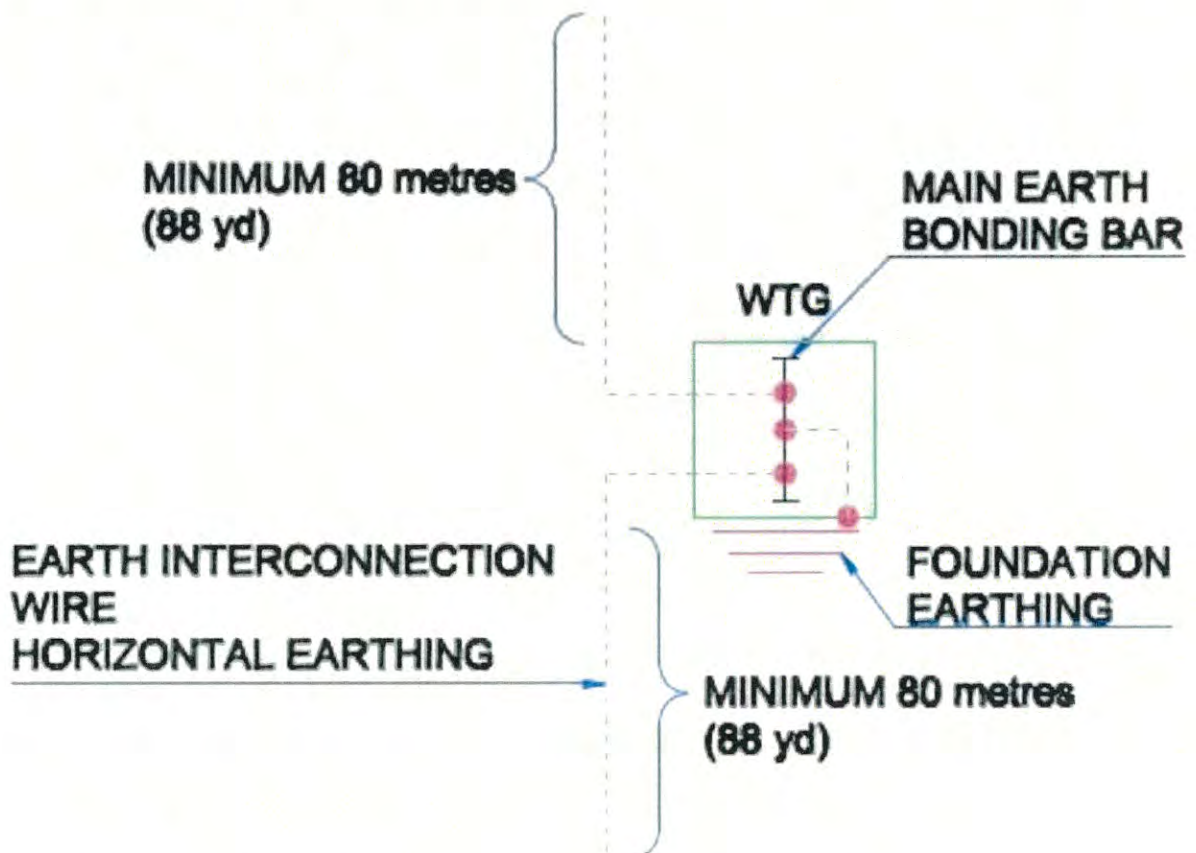 MINIMUM 80 metres
(88 yd)
MAIN EARTH
BONDING BAR
WTG
EARTH INTERCONNECTION
WIRE
HORIZONTAL EARTHING
FOUNDATION
EARTHING
MINIMUM 80 metres
(88 yd)